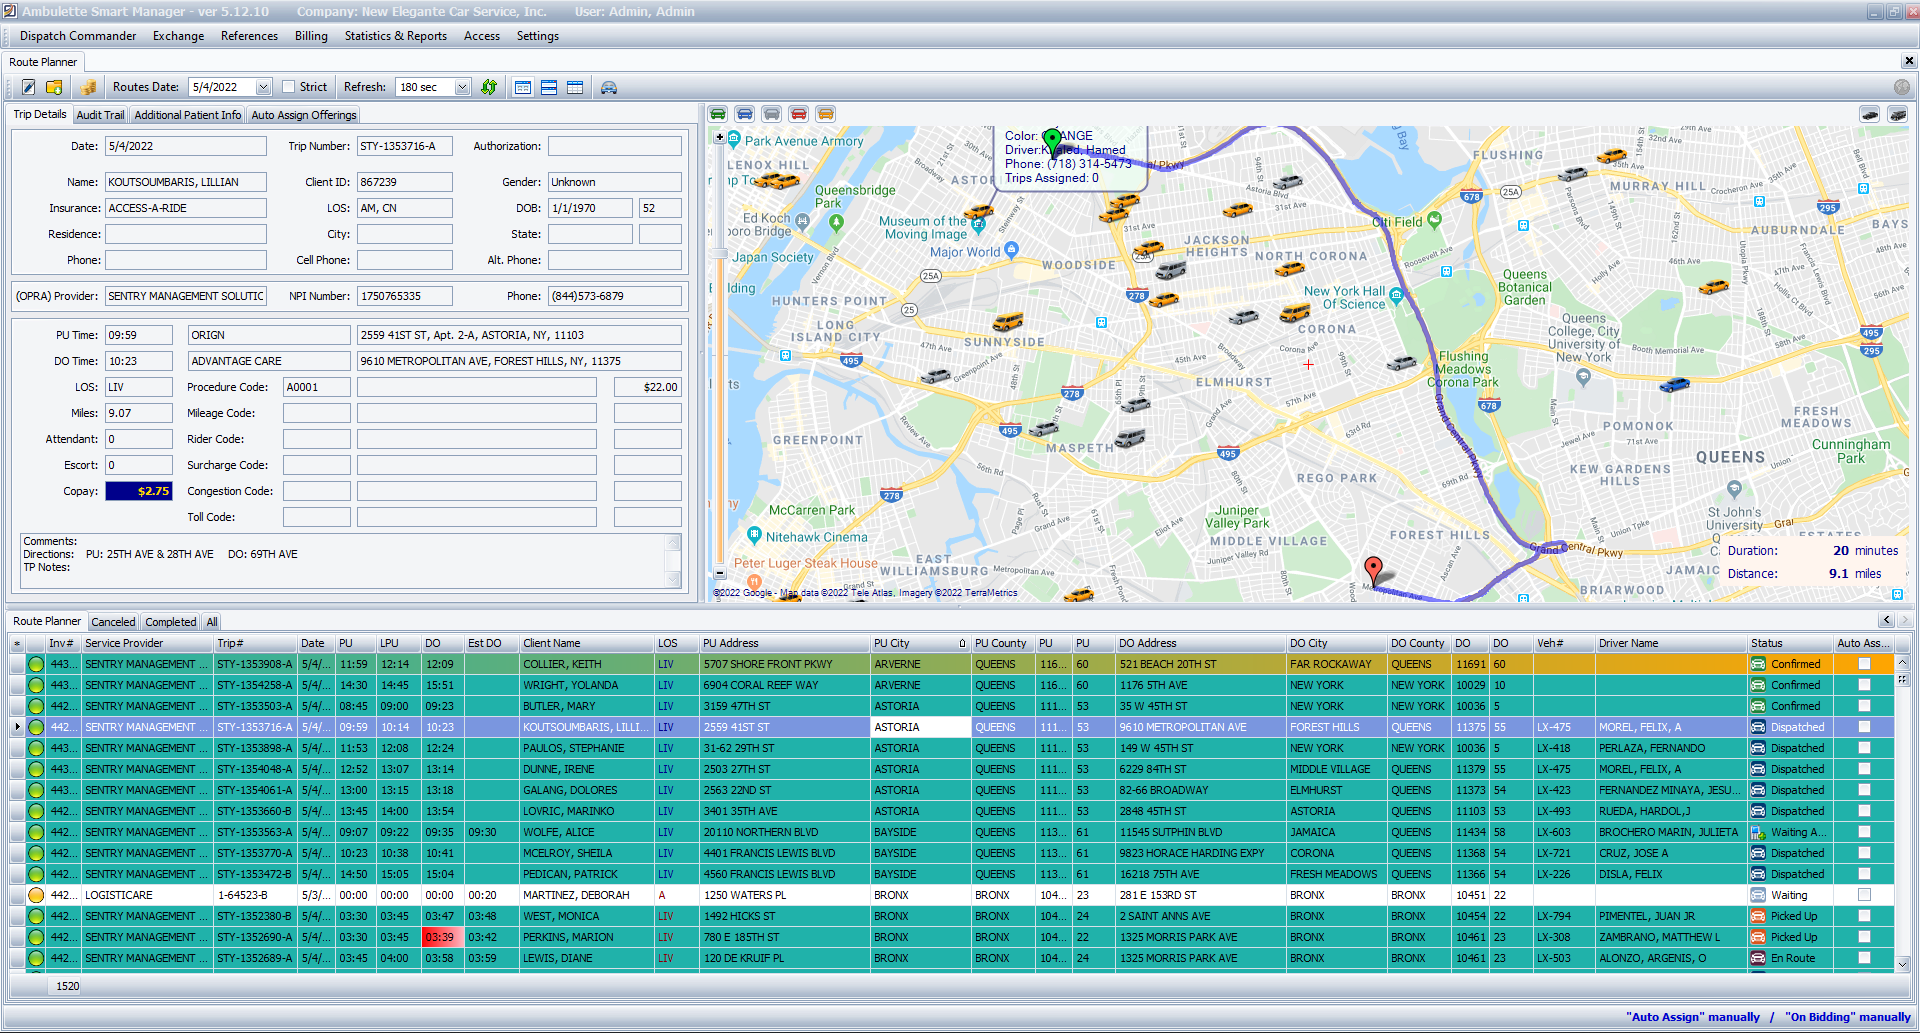 Ambulette Smart Manager - ver 5.12.10 Company: New Elegante Car Service, Inc. User: Admin, Admin
Dispatch Commander Exchange References Billing Statistics & Reports Access Settings
Route Planner
Routes Date: 5/4/2022 Strict Refresh: 180 sec
Trip Details Audit Trail Additional Patient Info Auto Assign Offerings
Date: 5/4/2022 Trip Number: STY-1353716-A Authorization:
Name: KOUTSOUMBARIS, LILLIAN Client ID: 867239 Gender: Unknown
Insurance: ACCESS-A-RIDE LOS: AM, CN DOB: 1/1/1970 52
Residence: City: State:
Phone: Cell Phone: Alt. Phone:
(OPRA) Provider: SENTRY MANAGEMENT SOLUTIC NPI Number: 1750765335 Phone: (844)573-6879
PU Time: 09:59 ORIGN 2559 41ST ST, Apt. 2-A, ASTORIA, NY, 11103
DO Time: 10:23 ADVANTAGE CARE 9610 METROPOLITAN AVE, FOREST HILLS, NY, 11375
LOS: LIV Procedure Code: A0001 $22.00
Miles: 9.07 Mileage Code:
Attendant: 0 Rider Code:
Escort: 0 Surcharge Code:
Copay: $2.75 Congestion Code:
Toll Code:
Comments:
Directions: PU: 25TH AVE & 28TH AVE DO: 69TH AVE
TP Notes:
Color: ORANGE
Driver: Khaled, Hamed
Phone: (718) 314-5473
Trips Assigned: 0
Park Avenue Armory
LENOX HILL
Queensbridge Park
Ed Koch
Museum of the Moving Image
Japan Society
Major World
WOODSIDE
JACKSON HEIGHTS
NORTH CORONA
Citi Field
FLUSHING
MURRAY HILL
AUBURNDALE
BAYS
HUNTERS POINT
LONG ISLAND CITY
SUNNYSIDE
New York Hall Of Science
CORONA
Queens Botanical Garden
Queens College, City University of New York
Flushing Meadows Corona Park
ELMHURST
GREENPOINT
MASPETH
REGO PARK
POMONOK
FRESH MEADOWS
Cunningham Park
KEW GARDENS HILLS
QUEENS
St John's University
McCarren Park
Nitehawk Cinema
Peter Luger Steak House
EAST WILLIAMSBURG
Juniper Valley Park
MIDDLE VILLAGE
FOREST HILLS
Grand Central Pkwy
JAMAIC
ESTATES
BRIARWOOD
Duration: 20 minutes
Distance: 9.1 miles
©2022 Google - Map data ©2022 Tele Atlas, Imagery ©2022 TerraMetrics
Route Planner Canceled Completed All
Inv# Service Provider Trip# Date PU LPU DO Est DO Client Name LOS PU Address PU City PU County PU PU DO Address DO City DO County DO DO Veh# Driver Name Status Auto Ass...
443... SENTRY MANAGEMENT ... STY-1353908-A 5/4/... 11:59 12:14 12:09 COLLIER, KEITH LIV 5707 SHORE FRONT PKWY ARVERNE QUEENS 116... 60 521 BEACH 20TH ST FAR ROCKAWAY QUEENS 11691 60 Confirmed
443... SENTRY MANAGEMENT ... STY-1354258-A 5/4/... 14:30 14:45 15:51 WRIGHT, YOLANDA LIV 6904 CORAL REEF WAY ARVERNE QUEENS 116... 60 1176 5TH AVE NEW YORK NEW YORK 10029 10 Confirmed
442... SENTRY MANAGEMENT ... STY-1353503-A 5/4/... 08:45 09:00 09:23 BUTLER, MARY LIV 3159 47TH ST ASTORIA QUEENS 111... 53 35 W 45TH ST NEW YORK NEW YORK 10036 5 Confirmed
442... SENTRY MANAGEMENT ... STY-1353716-A 5/4/... 09:59 10:14 10:23 KOUTSOUMBARIS, LILLI... LIV 2559 41ST ST ASTORIA QUEENS 111... 53 9610 METROPOLITAN AVE FOREST HILLS QUEENS 11375 55 LX-475 MOREL, FELIX, A Dispatched
443... SENTRY MANAGEMENT ... STY-1353898-A 5/4/... 11:53 12:08 12:24 PAULOS, STEPHANIE LIV 31-62 29TH ST ASTORIA QUEENS 111... 53 149 W 45TH ST NEW YORK NEW YORK 10036 5 LX-418 PERLAZA, FERNANDO Dispatched
443... SENTRY MANAGEMENT ... STY-1354048-A 5/4/... 12:52 13:07 13:14 DUNNE, IRENE LIV 2503 27TH ST ASTORIA QUEENS 111... 53 6229 84TH ST MIDDLE VILLAGE QUEENS 11379 55 LX-475 MOREL, FELIX, A Dispatched
443... SENTRY MANAGEMENT ... STY-1354061-A 5/4/... 13:00 13:15 13:18 GALANG, DOLORES LIV 2563 22ND ST ASTORIA QUEENS 111... 53 82-66 BROADWAY ELMHURST QUEENS 11373 54 LX-423 FERNANDEZ MINAYA, JESU... Dispatched
442... SENTRY MANAGEMENT ... STY-1353660-B 5/4/... 13:45 14:00 13:54 LOVRIC, MARINKO LIV 3401 35TH AVE ASTORIA QUEENS 111... 53 2848 45TH ST ASTORIA QUEENS 11103 53 LX-493 RUEDA, HARDOL,J Dispatched
442... SENTRY MANAGEMENT ... STY-1353563-A 5/4/... 09:07 09:22 09:35 09:30 WOLFE, ALICE LIV 20110 NORTHERN BLVD BAYSIDE QUEENS 113... 61 11545 SUTPHIN BLVD JAMAICA QUEENS 11434 58 LX-603 BROCHERO MARIN, JULIETA Waiting A...
442... SENTRY MANAGEMENT ... STY-1353770-A 5/4/... 10:23 10:38 10:41 MCELROY, SHEILA LIV 4401 FRANCIS LEWIS BLVD BAYSIDE QUEENS 113... 61 9823 HORACE HARDING EXPY CORONA QUEENS 11368 54 LX-721 CRUZ, JOSE A Dispatched
442... SENTRY MANAGEMENT ... STY-1353472-B 5/4/... 14:50 15:05 15:04 PEDICAN, PATRICK LIV 4560 FRANCIS LEWIS BLVD BAYSIDE QUEENS 113... 61 16218 75TH AVE FRESH MEADOWS QUEENS 11366 54 LX-226 DISLA, FELIX Dispatched
442... LOGISTICARE 1-64523-B 5/3/... 00:00 00:00 00:00 00:20 MARTINEZ, DEBORAH A 1250 WATERS PL BRONX BRONX 104... 23 281 E 153RD ST BRONX BRONX 10451 22 Waiting
442... SENTRY MANAGEMENT ... STY-1352380-B 5/4/... 03:30 03:45 03:47 03:48 WEST, MONICA LIV 1492 HICKS ST BRONX BRONX 104... 24 2 SAINT ANNS AVE BRONX BRONX 10454 22 LX-794 PIMENTEL, JUAN JR Picked Up
442... SENTRY MANAGEMENT ... STY-1352690-A 5/4/... 03:30 03:45 03:39 03:42 PERKINS, MARION LIV 780 E 185TH ST BRONX BRONX 104... 22 1325 MORRIS PARK AVE BRONX BRONX 10461 23 LX-308 ZAMBRANO, MATTHEW L Picked Up
442... SENTRY MANAGEMENT ... STY-1352689-A 5/4/... 03:45 04:00 03:58 03:59 LEWIS, DIANE LIV 120 DE KRUIF PL BRONX BRONX 104... 24 1325 MORRIS PARK AVE BRONX BRONX 10461 23 LX-503 ALONZO, ARGENIS, O En Route
1520
"Auto Assign" manually / "On Bidding" manually